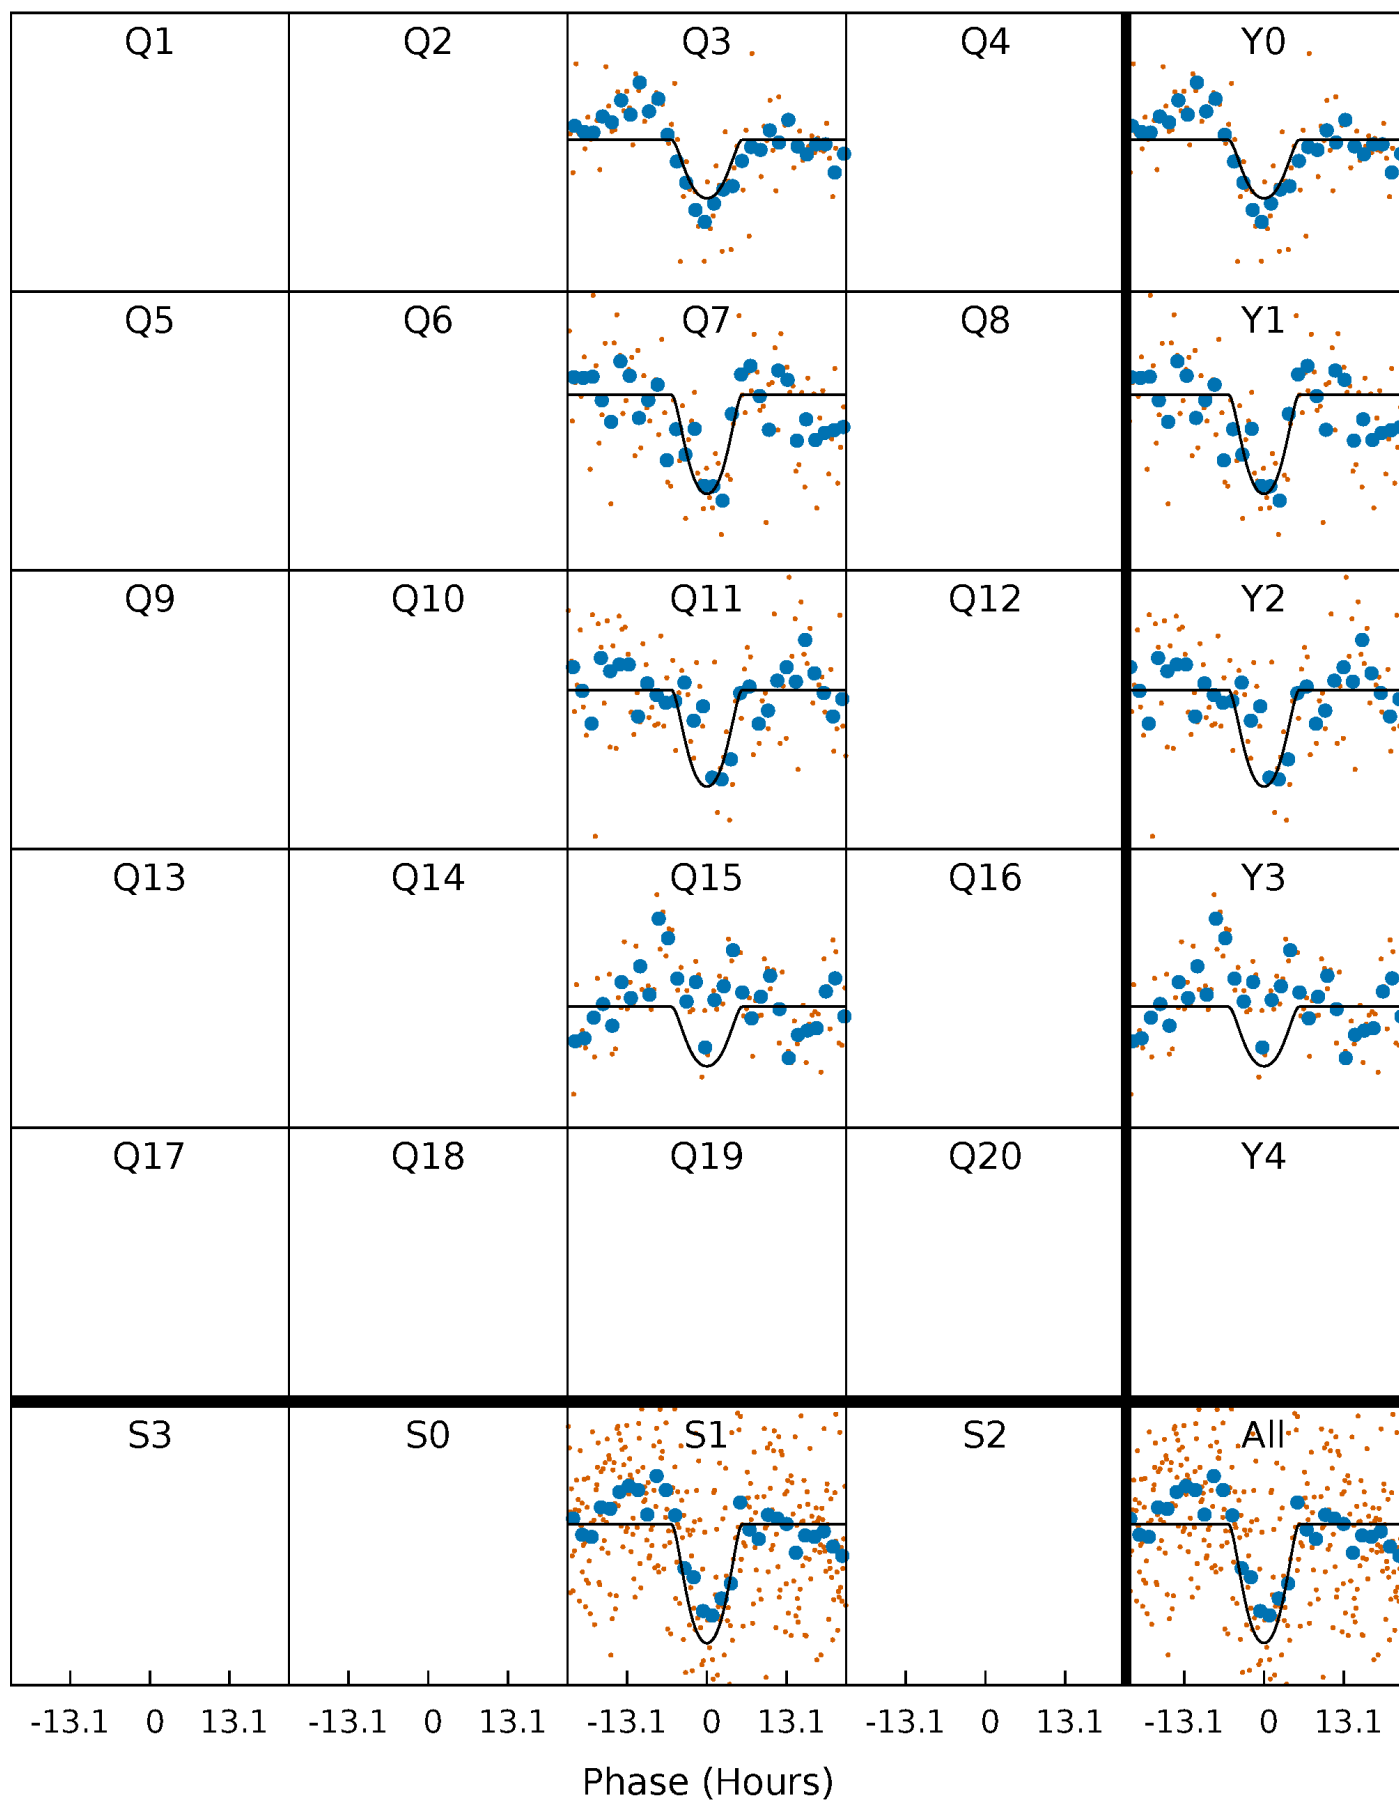 Q1 Q2 Q3 Q4 Y0
Q5 Q6 Q7 Q8 Y1
Q9 Q10 Q11 Q12 Y2
Q13 Q14 Q15 Q16 Y3
Q17 Q18 Q19 Q20 Y4
S3 S0 S1 S2 All
-13.1 0 13.1 -13.1 0 13.1 -13.1 0 13.1 -13.1 0 13.1 -13.1 0 13.1
Phase (Hours)